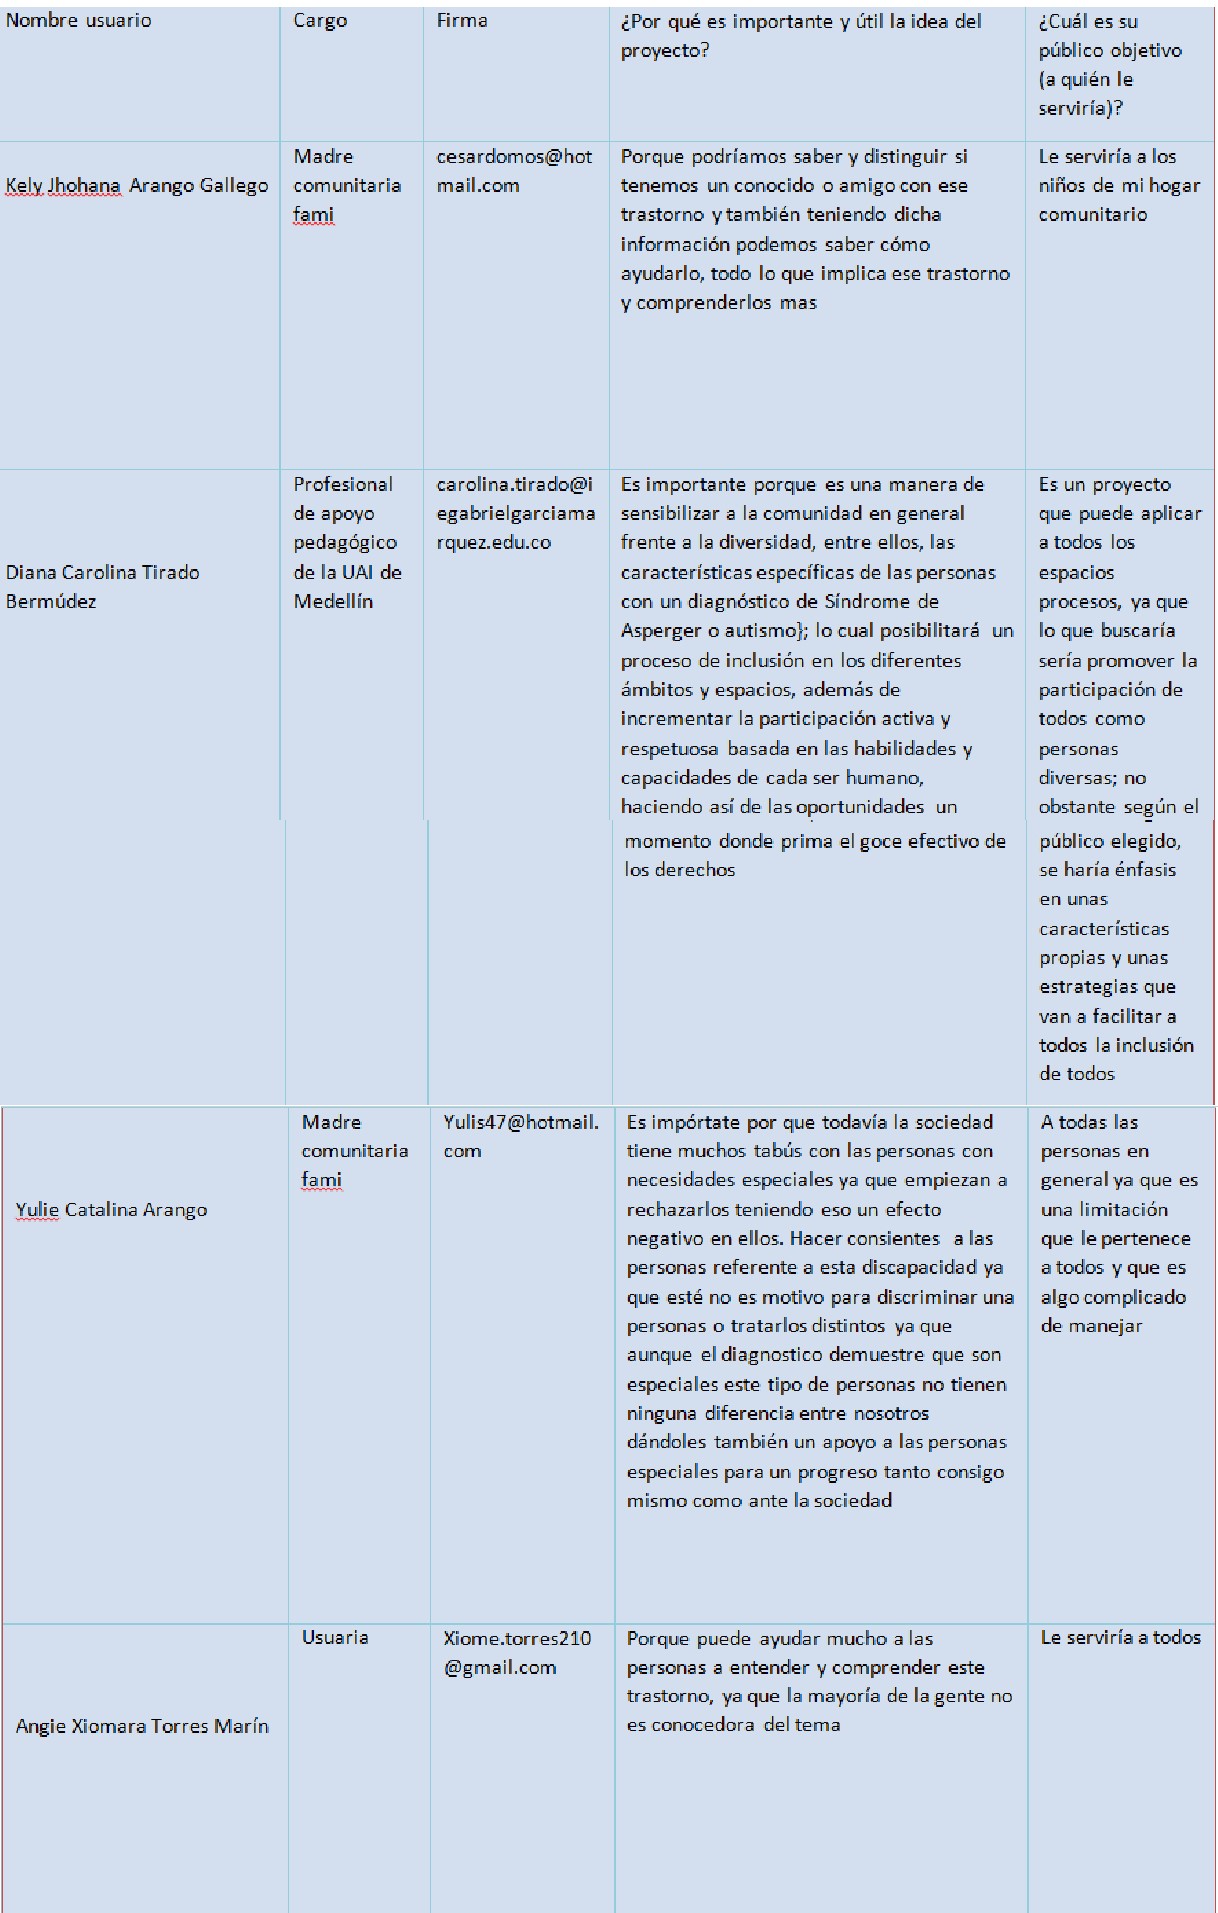 Nombre usuario
Cargo
Firma
¿Por qué es importante y útil la idea del
proyecto?
¿Cuál es su
público objetivo
(a quién le
serviría)?
Kely Jhohana Arango Gallego
Madre
comunitaria
fami
cesardomos@hot
mail.com
Porque podríamos saber y distinguir si
tenemos un conocido o amigo con ese
trastorno y también teniendo dicha
información podemos saber cómo
ayudarlo, todo lo que implica ese trastorno
y comprenderlos mas
Le serviría a los
niños de mi hogar
comunitario
Diana Carolina Tirado
Bermúdez
Profesional
de apoyo
pedagógico
de la UAI de
Medellín
carolina.tirado@i
egabrielgarciama
rquez.edu.co
Es importante porque es una manera de
sensibilizar a la comunidad en general
frente a la diversidad, entre ellos, las
características específicas de las personas
con un diagnóstico de Síndrome de
Asperger o autismo}; lo cual posibilitará un
proceso de inclusión en los diferentes
ámbitos y espacios, además de
incrementar la participación activa y
respetuosa basada en las habilidades y
capacidades de cada ser humano,
haciendo así de las oportunidades un
momento donde prima el goce efectivo de
los derechos
Es un proyecto
que puede aplicar
a todos los
espacios
procesos, ya que
lo que buscaría
sería promover la
participación de
todos como
personas
diversas; no
obstante según el
público elegido,
se haría énfasis
en unas
características
propias y unas
estrategias que
van a facilitar a
todos la inclusión
de todos
Yulie Catalina Arango
Madre
comunitaria
fami
Yulis47@hotmail.
com
Es impórtate por que todavía la sociedad
tiene muchos tabús con las personas con
necesidades especiales ya que empiezan a
rechazarlos teniendo eso un efecto
negativo en ellos. Hacer consientes a las
personas referente a esta discapacidad ya
que esté no es motivo para discriminar una
personas o tratarlos distintos ya que
aunque el diagnostico demuestre que son
especiales este tipo de personas no tienen
ninguna diferencia entre nosotros
dándoles también un apoyo a las personas
especiales para un progreso tanto consigo
mismo como ante la sociedad
A todas las
personas en
general ya que es
una limitación
que le pertenece
a todos y que es
algo complicado
de manejar
Angie Xiomara Torres Marín
Usuaria
Xiome.torres210
@gmail.com
Porque puede ayudar mucho a las
personas a entender y comprender este
trastorno, ya que la mayoría de la gente no
es conocedora del tema
Le serviría a todos